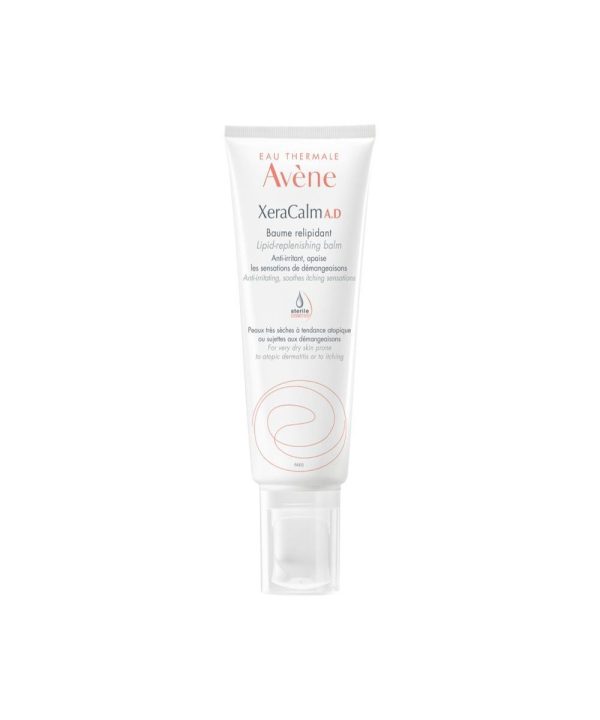 EAU THERMALE
Avène
XeraCalm A.D
Baume relipidant
Lipid-replenishing balm
Anti-irritant, apaise
les sensations de démangeaisons
Anti-irritating, soothes itching sensations
sterile
cosmetics
Peaux très sèches à tendance atopique
ou sujettes aux démangeaisons
For very dry skin prone
to atopic dermatitis or to itching
PARIS